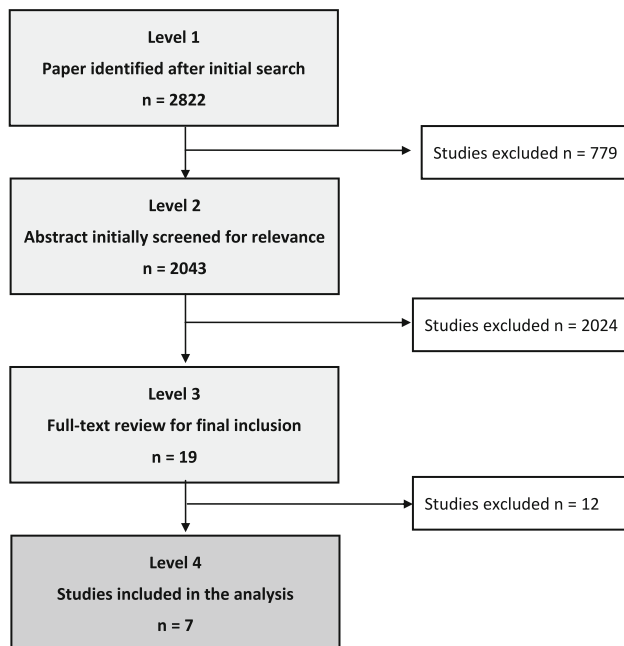 Level 1
Paper identified after initial search
n = 2822
Studies excluded n = 779
Level 2
Abstract initially screened for relevance
n = 2043
Studies excluded n = 2024
Level 3
Full-text review for final inclusion
n = 19
Studies excluded n = 12
Level 4
Studies included in the analysis
n = 7